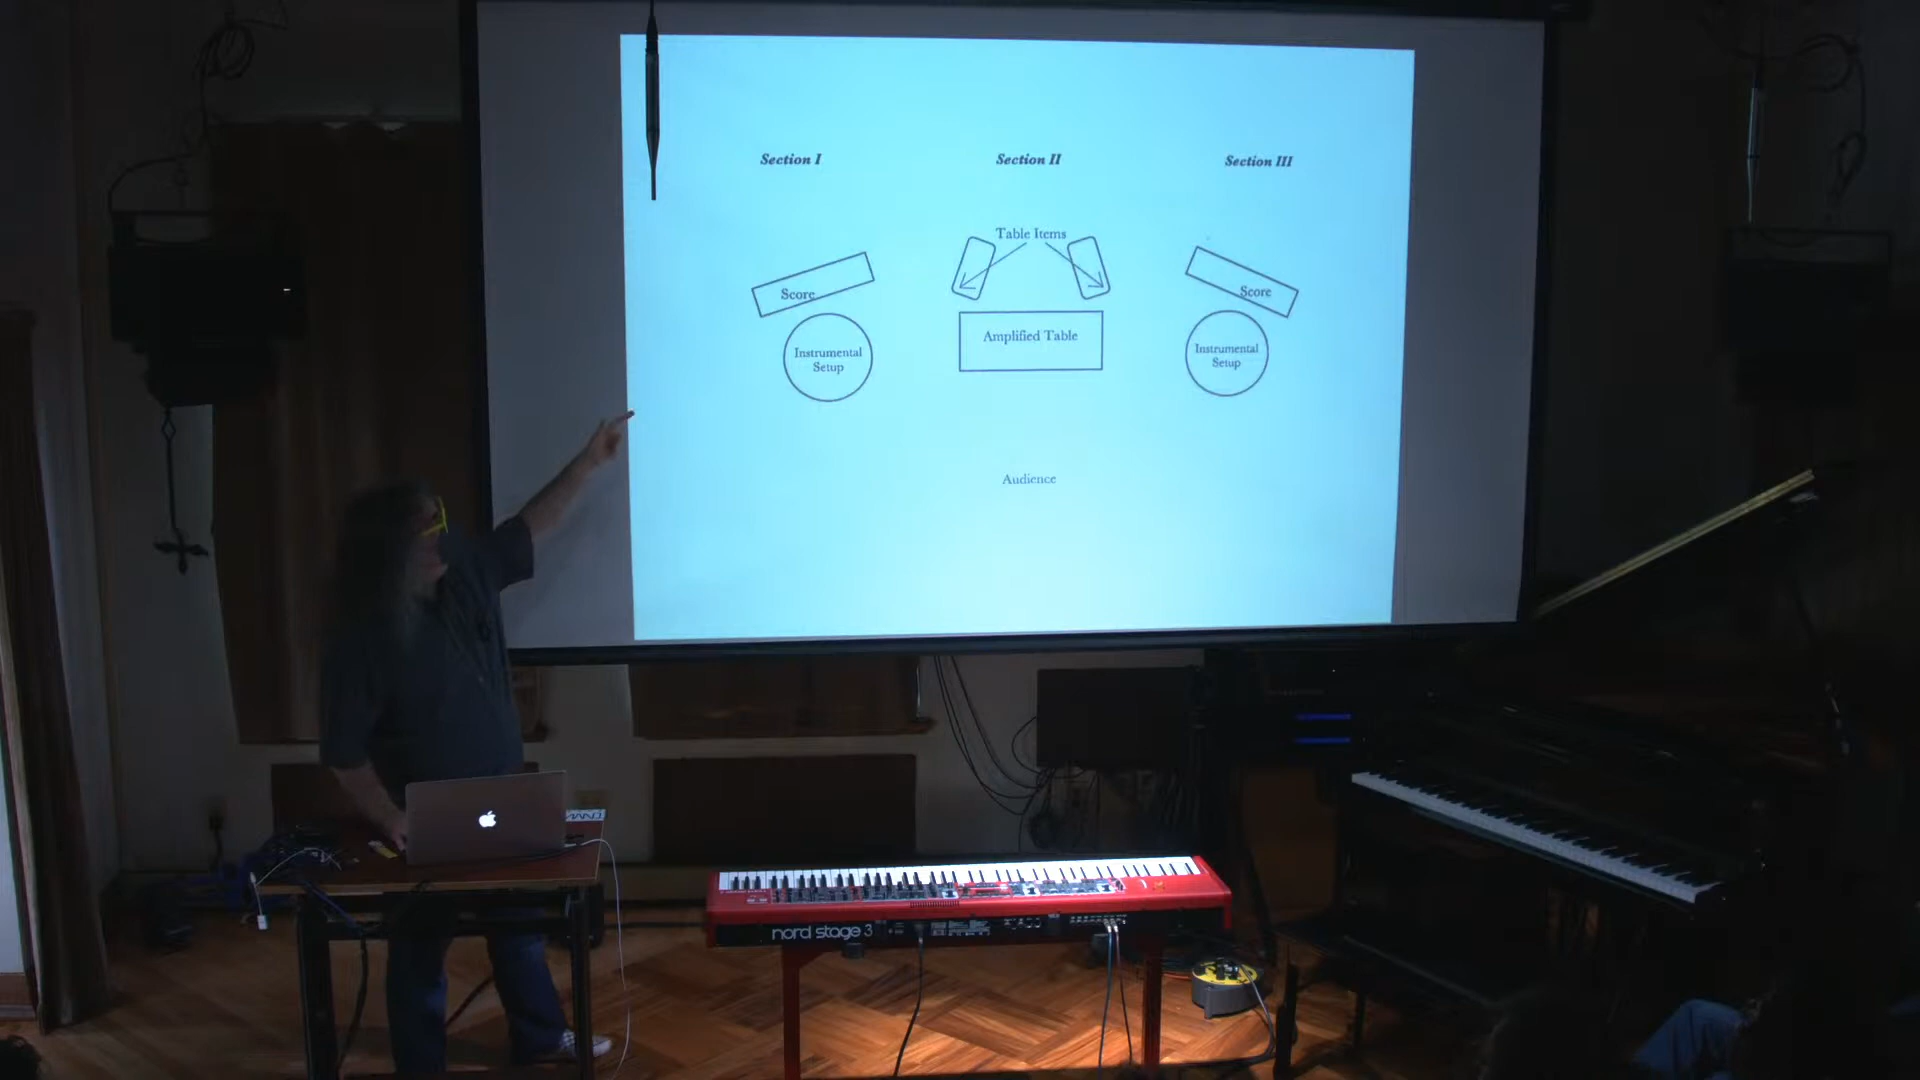 Section I
Section II
Section III
Table Items
Score
Score
Amplified Table
Instrumental
Setup
Instrumental
Setup
Audience
nord stage 3